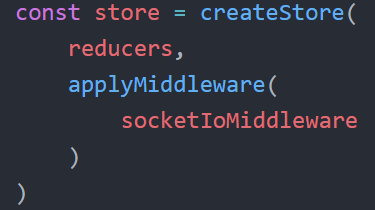 const store = createStore(
    reducers,
    applyMiddleware(
        socketIoMiddleware
    )
)